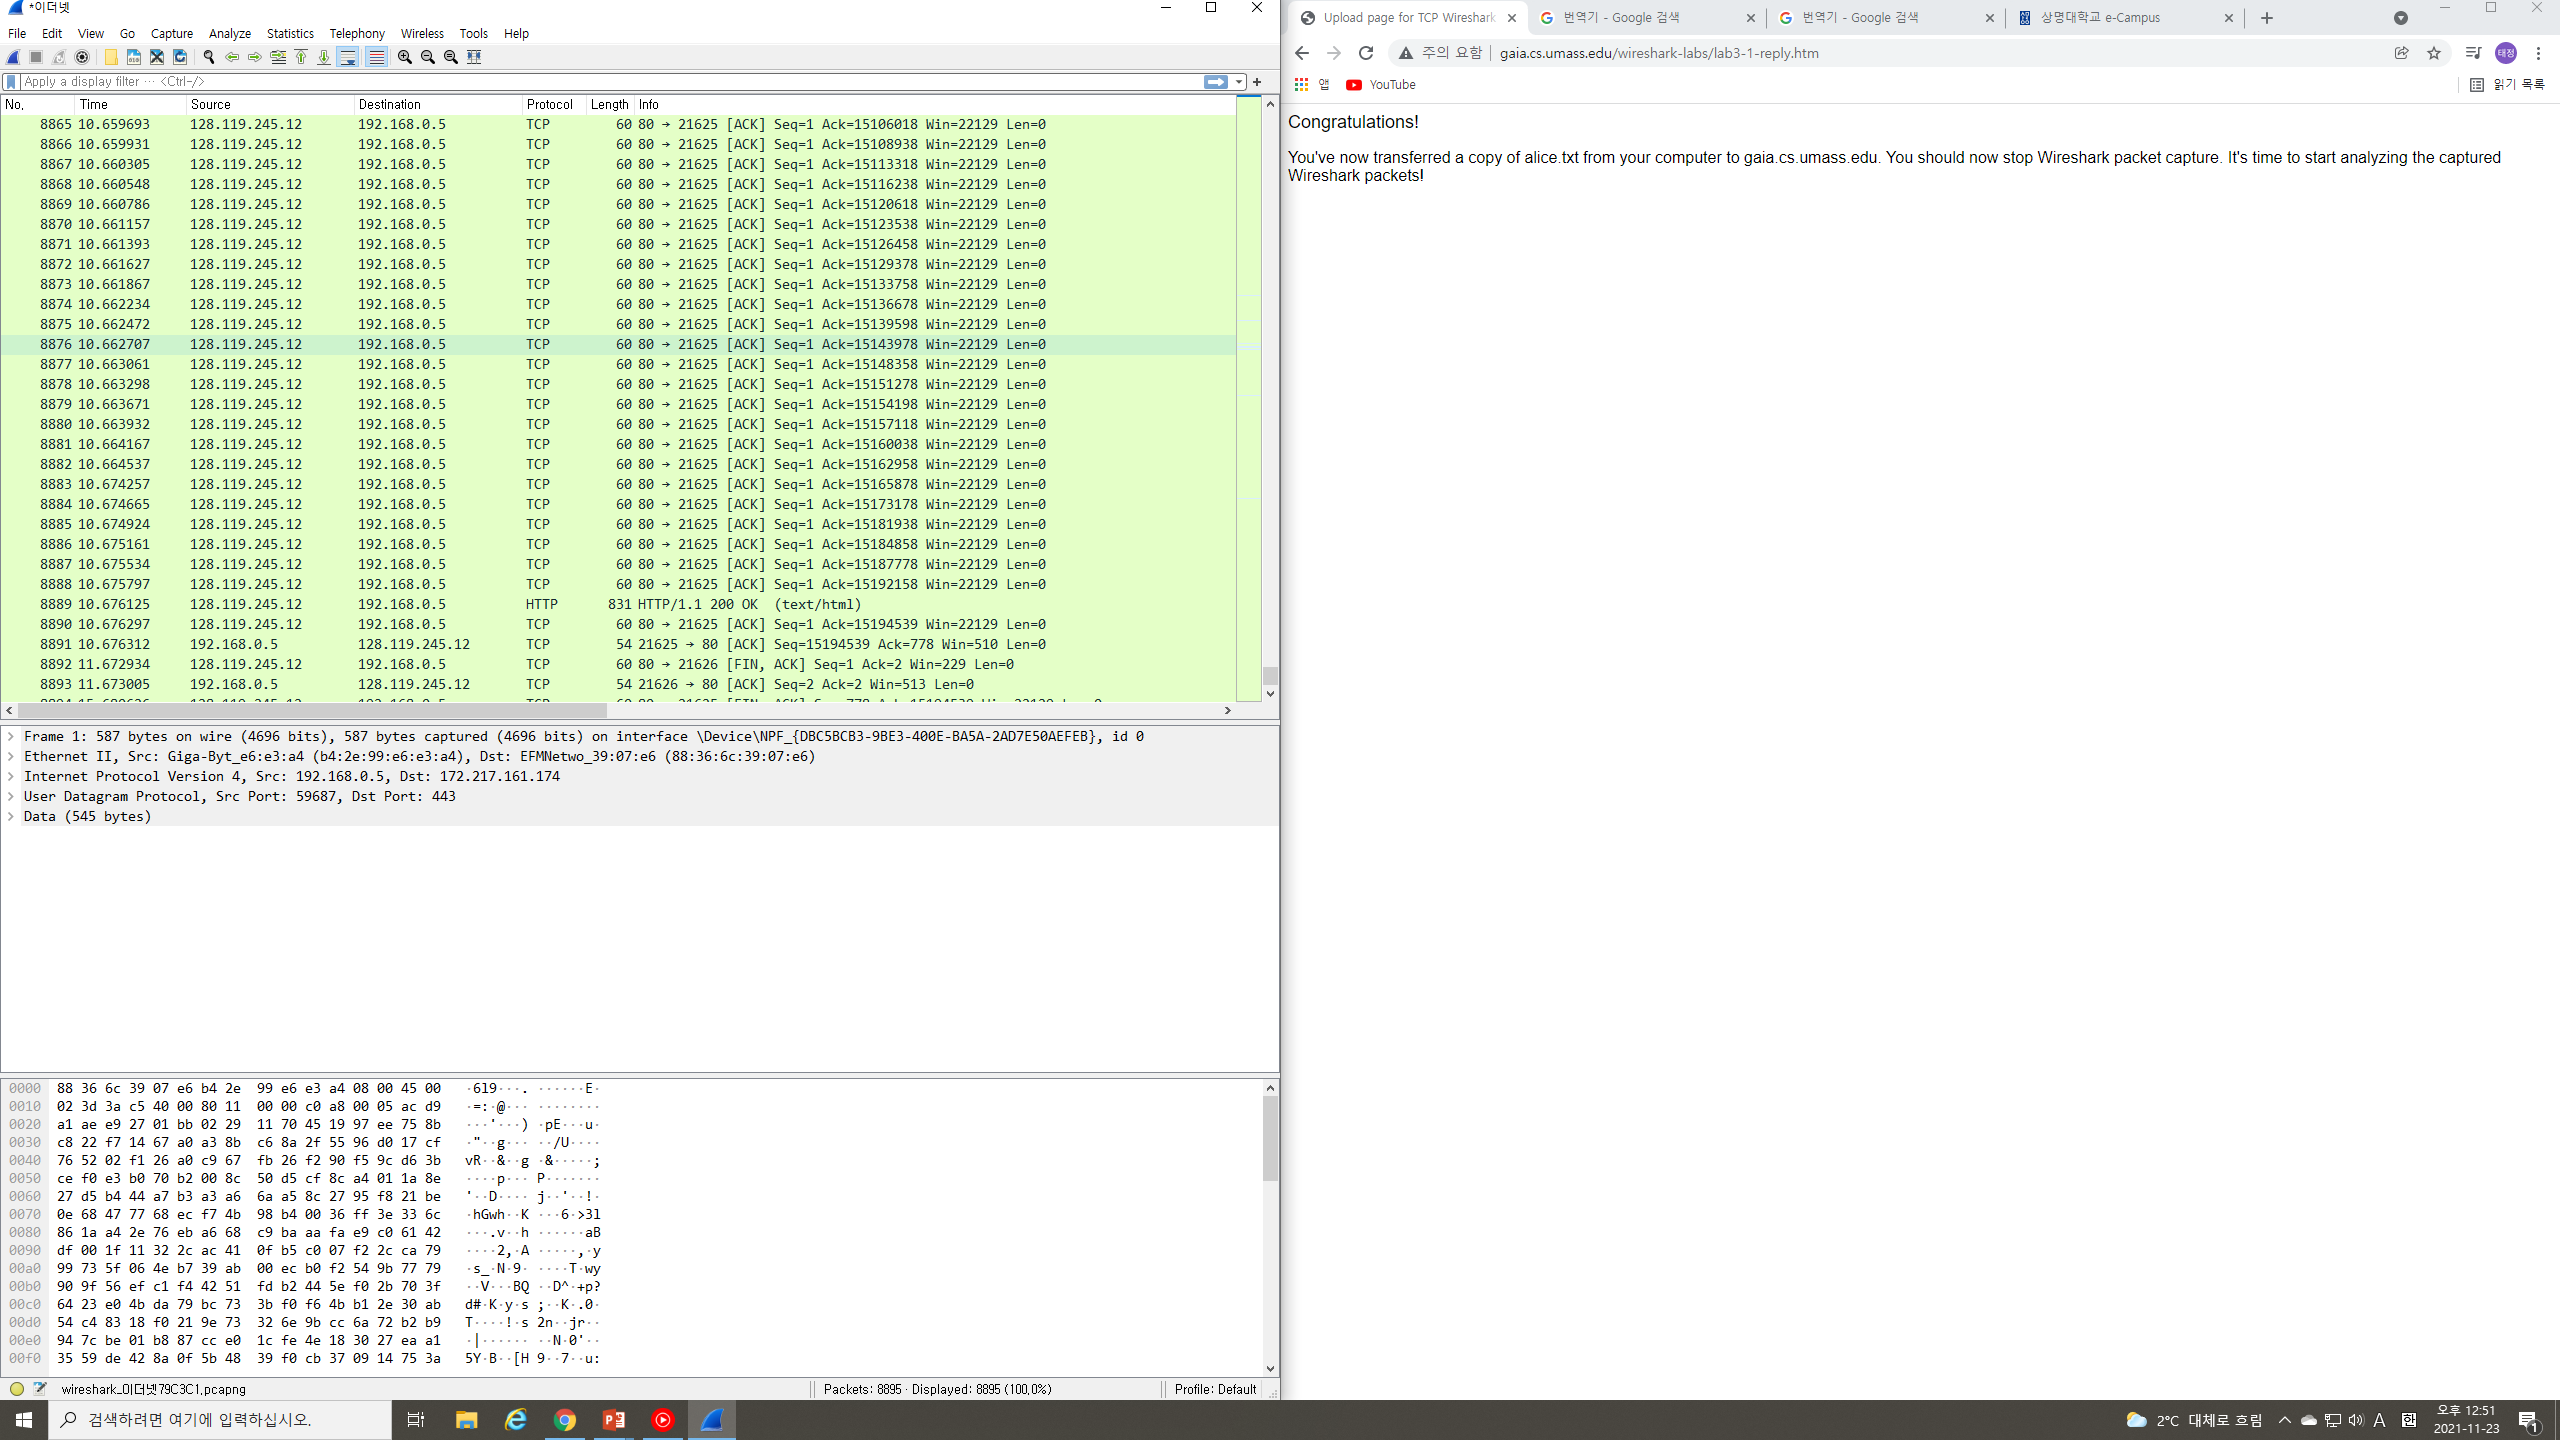 *이더넷
File Edit View Go Capture Analyze Statistics Telephony Wireless Tools Help
Apply a display filter ... <Ctrl-/>
No. Time Source Destination Protocol Length Info
8865 10.659693 128.119.245.12 192.168.0.5 TCP 60 80 → 21625 [ACK] Seq=1 Ack=15106018 Win=22129 Len=0
8866 10.659931 128.119.245.12 192.168.0.5 TCP 60 80 → 21625 [ACK] Seq=1 Ack=15108938 Win=22129 Len=0
8867 10.660305 128.119.245.12 192.168.0.5 TCP 60 80 → 21625 [ACK] Seq=1 Ack=15113318 Win=22129 Len=0
8868 10.660548 128.119.245.12 192.168.0.5 TCP 60 80 → 21625 [ACK] Seq=1 Ack=15116238 Win=22129 Len=0
8869 10.660786 128.119.245.12 192.168.0.5 TCP 60 80 → 21625 [ACK] Seq=1 Ack=15120618 Win=22129 Len=0
8870 10.661157 128.119.245.12 192.168.0.5 TCP 60 80 → 21625 [ACK] Seq=1 Ack=15123538 Win=22129 Len=0
8871 10.661393 128.119.245.12 192.168.0.5 TCP 60 80 → 21625 [ACK] Seq=1 Ack=15126458 Win=22129 Len=0
8872 10.661627 128.119.245.12 192.168.0.5 TCP 60 80 → 21625 [ACK] Seq=1 Ack=15129378 Win=22129 Len=0
8873 10.661867 128.119.245.12 192.168.0.5 TCP 60 80 → 21625 [ACK] Seq=1 Ack=15133758 Win=22129 Len=0
8874 10.662234 128.119.245.12 192.168.0.5 TCP 60 80 → 21625 [ACK] Seq=1 Ack=15136678 Win=22129 Len=0
8875 10.662472 128.119.245.12 192.168.0.5 TCP 60 80 → 21625 [ACK] Seq=1 Ack=15139598 Win=22129 Len=0
8876 10.662707 128.119.245.12 192.168.0.5 TCP 60 80 → 21625 [ACK] Seq=1 Ack=15143978 Win=22129 Len=0
8877 10.663061 128.119.245.12 192.168.0.5 TCP 60 80 → 21625 [ACK] Seq=1 Ack=15148358 Win=22129 Len=0
8878 10.663298 128.119.245.12 192.168.0.5 TCP 60 80 → 21625 [ACK] Seq=1 Ack=15151278 Win=22129 Len=0
8879 10.663671 128.119.245.12 192.168.0.5 TCP 60 80 → 21625 [ACK] Seq=1 Ack=15154198 Win=22129 Len=0
8880 10.663932 128.119.245.12 192.168.0.5 TCP 60 80 → 21625 [ACK] Seq=1 Ack=15157118 Win=22129 Len=0
8881 10.664167 128.119.245.12 192.168.0.5 TCP 60 80 → 21625 [ACK] Seq=1 Ack=15160038 Win=22129 Len=0
8882 10.664537 128.119.245.12 192.168.0.5 TCP 60 80 → 21625 [ACK] Seq=1 Ack=15162958 Win=22129 Len=0
8883 10.674257 128.119.245.12 192.168.0.5 TCP 60 80 → 21625 [ACK] Seq=1 Ack=15165878 Win=22129 Len=0
8884 10.674665 128.119.245.12 192.168.0.5 TCP 60 80 → 21625 [ACK] Seq=1 Ack=15173178 Win=22129 Len=0
8885 10.674924 128.119.245.12 192.168.0.5 TCP 60 80 → 21625 [ACK] Seq=1 Ack=15181938 Win=22129 Len=0
8886 10.675161 128.119.245.12 192.168.0.5 TCP 60 80 → 21625 [ACK] Seq=1 Ack=15184858 Win=22129 Len=0
8887 10.675534 128.119.245.12 192.168.0.5 TCP 60 80 → 21625 [ACK] Seq=1 Ack=15187778 Win=22129 Len=0
8888 10.675797 128.119.245.12 192.168.0.5 TCP 60 80 → 21625 [ACK] Seq=1 Ack=15192158 Win=22129 Len=0
8889 10.676125 128.119.245.12 192.168.0.5 HTTP 831 HTTP/1.1 200 OK (text/html)
8890 10.676297 128.119.245.12 192.168.0.5 TCP 60 80 → 21625 [ACK] Seq=1 Ack=15194539 Win=22129 Len=0
8891 10.676312 192.168.0.5 128.119.245.12 TCP 54 21625 → 80 [ACK] Seq=15194539 Ack=778 Win=510 Len=0
8892 11.672934 128.119.245.12 192.168.0.5 TCP 60 80 → 21626 [FIN, ACK] Seq=1 Ack=2 Win=229 Len=0
8893 11.673005 192.168.0.5 128.119.245.12 TCP 54 21626 → 80 [ACK] Seq=2 Ack=2 Win=513 Len=0
Frame 1: 587 bytes on wire (4696 bits), 587 bytes captured (4696 bits) on interface \Device\NPF_{DBC5BCB3-9BE3-400E-BA5A-2AD7E50AEFEB}, id 0
Ethernet II, Src: Giga-Byt_e6:e3:a4 (b4:2e:99:e6:e3:a4), Dst: EFMNetwo_39:07:e6 (88:36:6c:39:07:e6)
Internet Protocol Version 4, Src: 192.168.0.5, Dst: 172.217.161.174
User Datagram Protocol, Src Port: 59687, Dst Port: 443
Data (545 bytes)
0000 88 36 6c 39 07 e6 b4 2e 99 e6 e3 a4 08 00 45 00 ·6l9···. ······E·
0010 02 3d 3a c5 40 00 80 11 00 00 c0 a8 00 05 ac d9 ·=:·@··· ········
0020 a1 ae e9 27 01 bb 02 29 11 70 45 19 97 ee 75 8b ···'···) ·pE···u·
0030 c8 22 f7 14 67 a0 a3 8b c6 8a 2f 55 96 d0 17 cf ·"··g··· ··/U····
0040 76 52 02 f1 26 a0 c9 67 fb 26 f2 90 f5 9c d6 3b vR··&··g ·&·····;
0050 ce f0 e3 b0 70 b2 00 8c 50 d5 cf 8c a4 01 1a 8e ····p··· P·······
0060 27 d5 b4 44 a7 b3 a3 a6 6a a5 8c 27 95 f8 21 be '··D···· j··'··!·
0070 0e 68 47 77 68 ec f7 4b 98 b4 00 36 ff 3e 33 6c ·hGwh··K ···6·>3l
0080 86 1a a4 2e 76 eb a6 68 c9 ba aa fa e9 c0 61 42 ···.v··h ······aB
0090 df 00 1f 11 32 2c ac 41 0f b5 c0 07 f2 2c ca 79 ····2,·A ·····,·y
00a0 99 73 5f 06 4e b7 39 ab 00 ec b0 f2 54 9b 77 79 ·s_·N·9· ····T·wy
00b0 90 9f 56 ef c1 f4 42 51 fd b2 44 5e f0 2b 70 3f ··V···BQ ··D^·+p?
00c0 64 23 e0 4b da 79 bc 73 3b f0 f6 4b b1 2e 30 ab d#·K·y·s ;··K·.0·
00d0 54 c4 83 18 f0 21 9e 73 32 6e 9b cc 6a 72 b2 b9 T····!·s 2n··jr··
00e0 94 7c be 01 b8 87 cc e0 1c fe 4e 18 30 27 ea a1 ·|······ ··N·0'··
00f0 35 59 de 42 8a 0f 5b 48 39 f0 cb 37 09 14 75 3a 5Y·B··[H 9··7··u:
wireshark_이더넷79C3C1.pcapng Packets: 8895 · Displayed: 8895 (100.0%) Profile: Default
Upload page for TCP Wireshark 번역기 - Google 검색 번역기 - Google 검색 상명대학교 e-Campus
주의 요함 gaia.cs.umass.edu/wireshark-labs/lab3-1-reply.htm 태정
앱 YouTube 읽기 목록
Congratulations!
You've now transferred a copy of alice.txt from your computer to gaia.cs.umass.edu. You should now stop Wireshark packet capture. It's time to start analyzing the captured
Wireshark packets!
검색하려면 여기에 입력하십시오.
2°C 대체로 흐림 A 오후 12:51
2021-11-23
1